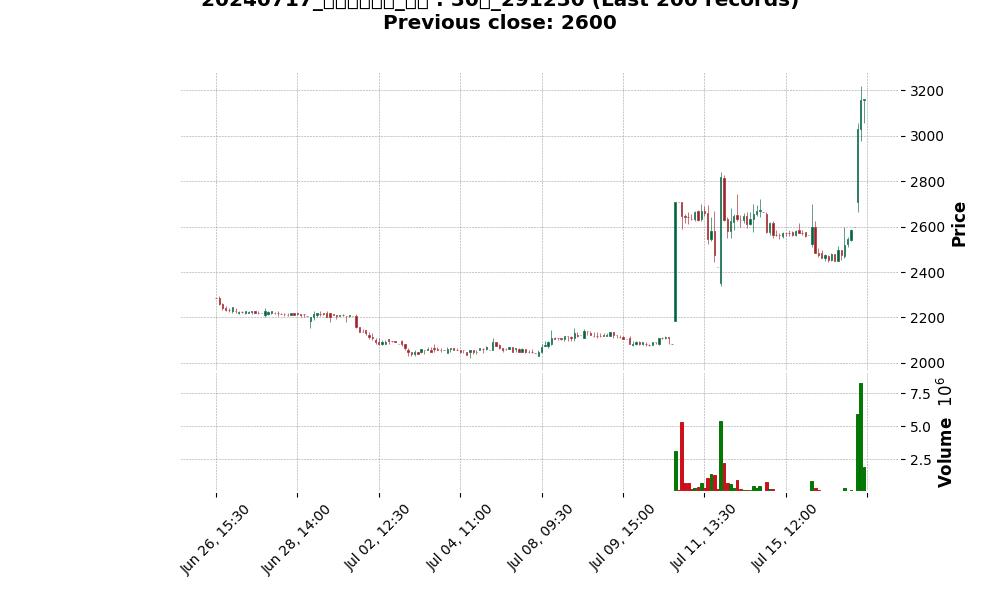 Previous close: 2600
3200
3000
2800
2600
2400
2200
2000
Price
7.5
5.0
2.5
Volume 10^6
Jun 26, 15:30
Jun 28, 14:00
Jul 02, 12:30
Jul 04, 11:00
Jul 08, 09:30
Jul 09, 15:00
Jul 11, 13:30
Jul 15, 12:00